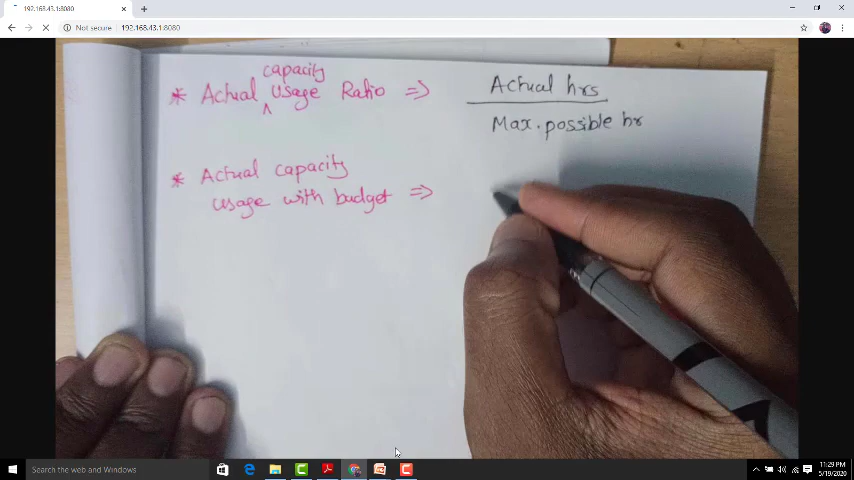 192.168.43.1:8080
Not secure | 192.168.43.1:8080
* Actual capacity usage Ratio ⇒ Actual hrs
Max. possible hr
* Actual capacity
usage with budget ⇒
Search the web and Windows
11:29 PM
5/19/2020